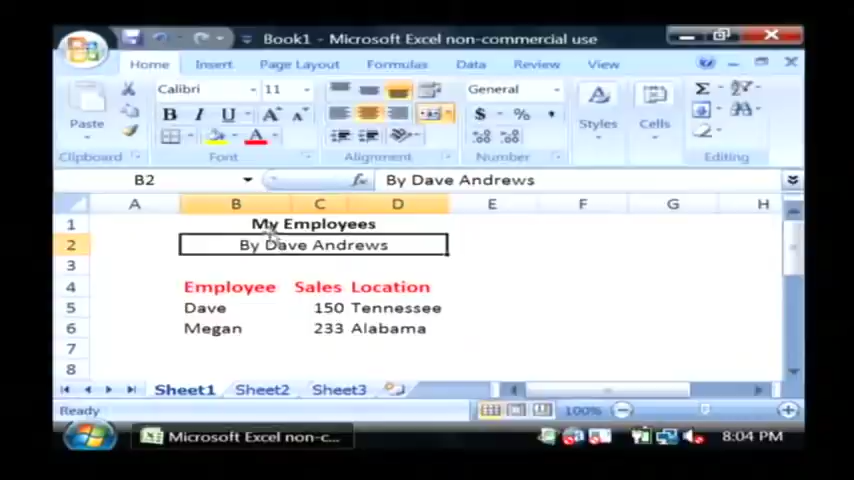 Book1 - Microsoft Excel non-commercial use
Home Insert Page Layout Formulas Data Review View
Calibri 11 General
Paste B I U A A A $ % , Styles Cells Σ
Clipboard Font Alignment Number Editing
B2 fx By Dave Andrews
A B C D E F G H
1 My Employees
2 By Dave Andrews
3
4 Employee Sales Location
5 Dave 150 Tennessee
6 Megan 233 Alabama
7
8
Sheet1 Sheet2 Sheet3
Ready 100%
Microsoft Excel non-c... 8:04 PM